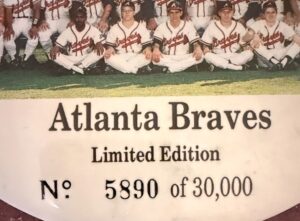 Atlanta Braves
Limited Edition
Nº 5890 of 30,000